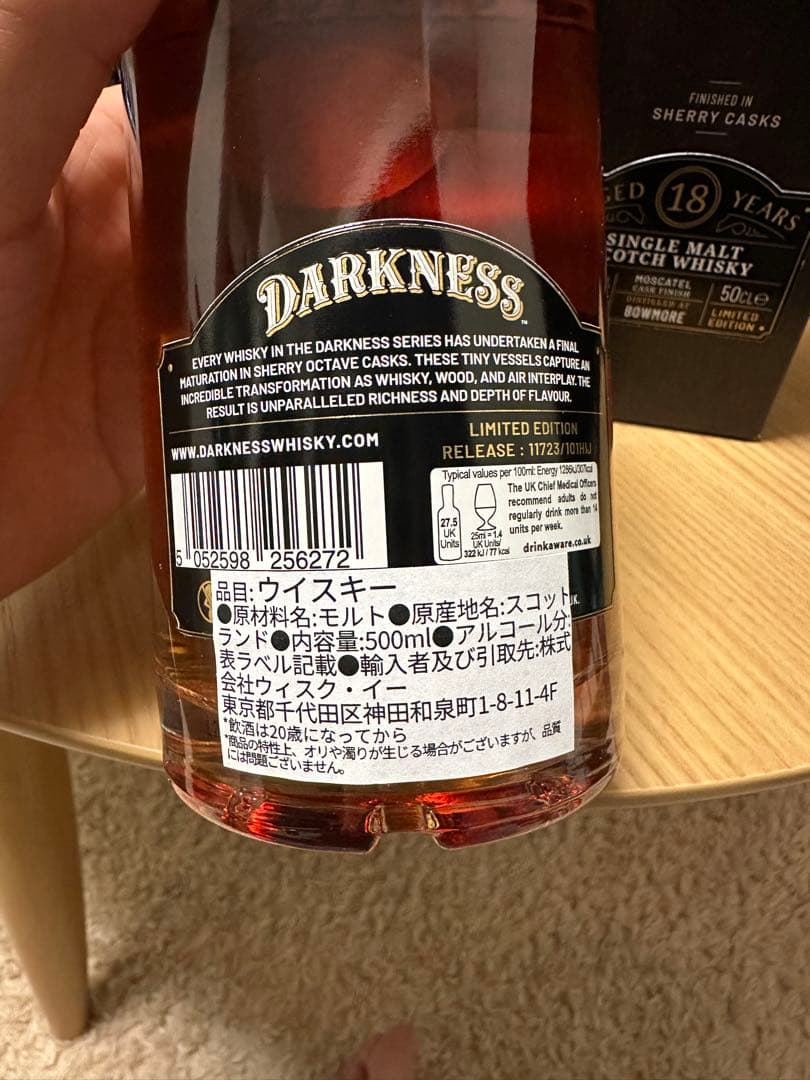 FINISHED IN
SHERRY CASKS
18
YEARS
SINGLE MALT
SCOTCH WHISKY
MOSCATEL
CASK FINISH
DISTILLED AT
BOWMORE
50CLe
LIMITED
EDITION
DARKNESS™
EVERY WHISKY IN THE DARKNESS SERIES HAS UNDERTAKEN A FINAL
MATURATION IN SHERRY OCTAVE CASKS. THESE TINY VESSELS CAPTURE AN
INCREDIBLE TRANSFORMATION AS WHISKY, WOOD, AND AIR INTERPLAY. THE
RESULT IS UNPARALLELED RICHNESS AND DEPTH OF FLAVOUR.
WWW.DARKNESSWHISKY.COM
LIMITED EDITION
RELEASE : 11723/101HIJ
5 052598 256272
Typical values per 100ml: Energy 1286kJ/307kcal
27.5
UK
Units
25ml = 1.4
UK Units/
322 kJ / 77 kcal
The UK Chief Medical Officers
recommend adults do not
regularly drink more than 14
units per week.
drinkaware.co.uk
品目:ウイスキー
●原材料名:モルト●原産地名:スコット
ランド●内容量:500ml●アルコール分:
表ラベル記載●輸入者及び引取先:株式
会社ウィスク・イー
東京都千代田区神田和泉町1-8-11-4F
*飲酒は20歳になってから
*商品の特性上、オリや濁りが生じる場合がございますが、品質
には問題ございません。